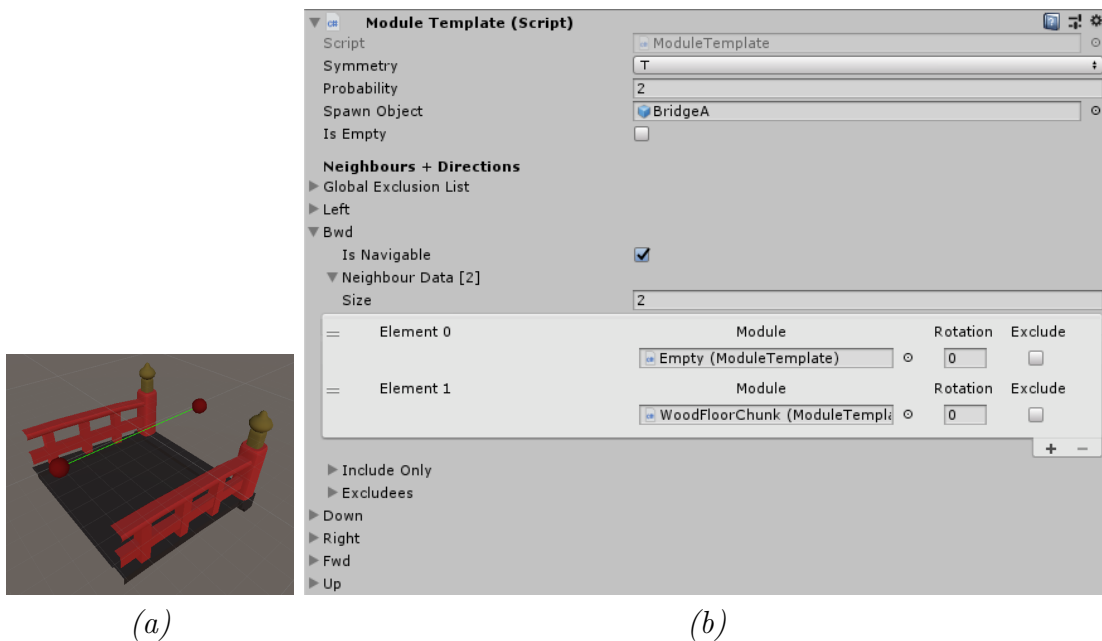 Module Template (Script)
Script ModuleTemplate
Symmetry T
Probability 2
Spawn Object BridgeA
Is Empty
Neighbours + Directions
Global Exclusion List
Left
Bwd
Is Navigable
Neighbour Data [2]
Size 2
Element 0 Module Rotation Exclude
Empty (ModuleTemplate) 0
Element 1 Module Rotation Exclude
WoodFloorChunk (ModuleTempla 0
+ −
Include Only
Excludees
Down
Right
Fwd
Up
(a) (b)